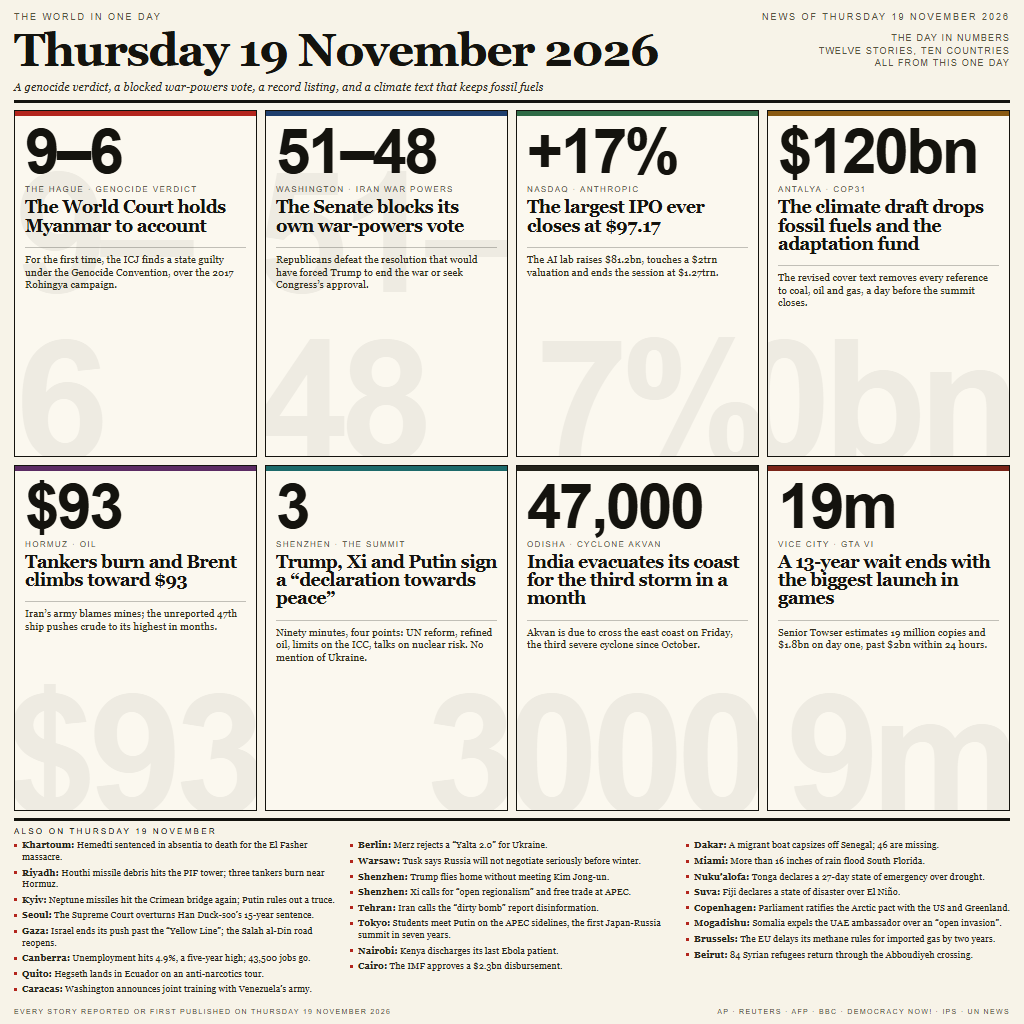 THE WORLD IN ONE DAY
NEWS OF THURSDAY 19 NOVEMBER 2026
Thursday 19 November 2026
THE DAY IN NUMBERS
TWELVE STORIES, TEN COUNTRIES
ALL FROM THIS ONE DAY
A genocide verdict, a blocked war-powers vote, a record listing, and a climate text that keeps fossil fuels
9–6
THE HAGUE · GENOCIDE VERDICT
The World Court holds
Myanmar to account
For the first time, the ICJ finds a state guilty
under the Genocide Convention, over the 2017
Rohingya campaign.
9–
6
51–48
WASHINGTON · IRAN WAR POWERS
The Senate blocks its
own war-powers vote
Republicans defeat the resolution that would
have forced Trump to end the war or seek
Congress's approval.
51–
48
+17%
NASDAQ · ANTHROPIC
The largest IPO ever
closes at $97.17
The AI lab raises $81.2bn, touches a $2trn
valuation and ends the session at $1.27trn.
7%
$120bn
ANTALYA · COP31
The climate draft drops
fossil fuels and the
adaptation fund
The revised cover text removes every reference
to coal, oil and gas, a day before the summit
closes.
0bn
$93
HORMUZ · OIL
Tankers burn and Brent
climbs toward $93
Iran's army blames mines; the unreported 47th
ship pushes crude to its highest in months.
$93
3
SHENZHEN · THE SUMMIT
Trump, Xi and Putin sign
a “declaration towards
peace”
Ninety minutes, four points: UN reform, refined
oil, limits on the ICC, talks on nuclear risk. No
mention of Ukraine.
3
47,000
ODISHA · CYCLONE AKVAN
India evacuates its coast
for the third storm in a
month
Akvan is due to cross the east coast on Friday,
the third severe cyclone since October.
000
19m
VICE CITY · GTA VI
A 13-year wait ends with
the biggest launch in
games
Senior Towser estimates 19 million copies and
$1.8bn on day one, past $2bn within 24 hours.
9m
ALSO ON THURSDAY 19 NOVEMBER
Khartoum: Hemedti sentenced in absentia to death for the El Fasher
massacre.
Riyadh: Houthi missile debris hits the PIF tower; three tankers burn near
Hormuz.
Kyiv: Neptune missiles hit the Crimean bridge again; Putin rules out a truce.
Seoul: The Supreme Court overturns Han Duck-soo's 15-year sentence.
Gaza: Israel ends its push past the "Yellow Line"; the Salah al-Din road
reopens.
Canberra: Unemployment hits 4.9%, a five-year high; 43,500 jobs go.
Quito: Hegseth lands in Ecuador on an anti-narcotics tour.
Caracas: Washington announces joint training with Venezuela's army.
Berlin: Merz rejects a "Yalta 2.0" for Ukraine.
Warsaw: Tusk says Russia will not negotiate seriously before winter.
Shenzhen: Trump flies home without meeting Kim Jong-un.
Shenzhen: Xi calls for "open regionalism" and free trade at APEC.
Tehran: Iran calls the "dirty bomb" report disinformation.
Tokyo: Students meet Putin on the APEC sidelines, the first Japan-Russia
summit in seven years.
Nairobi: Kenya discharges its last Ebola patient.
Cairo: The IMF approves a $2.3bn disbursement.
Dakar: A migrant boat capsizes off Senegal; 46 are missing.
Miami: More than 16 inches of rain flood South Florida.
Nuku'alofa: Tonga declares a 27-day state of emergency over drought.
Suva: Fiji declares a state of disaster over El Niño.
Copenhagen: Parliament ratifies the Arctic pact with the US and Greenland.
Mogadishu: Somalia expels the UAE ambassador over an "open invasion".
Brussels: The EU delays its methane rules for imported gas by two years.
Beirut: 84 Syrian refugees return through the Abboudiyeh crossing.
EVERY STORY REPORTED OR FIRST PUBLISHED ON THURSDAY 19 NOVEMBER 2026
AP · REUTERS · AFP · BBC · DEMOCRACY NOW! · IPS · UN NEWS